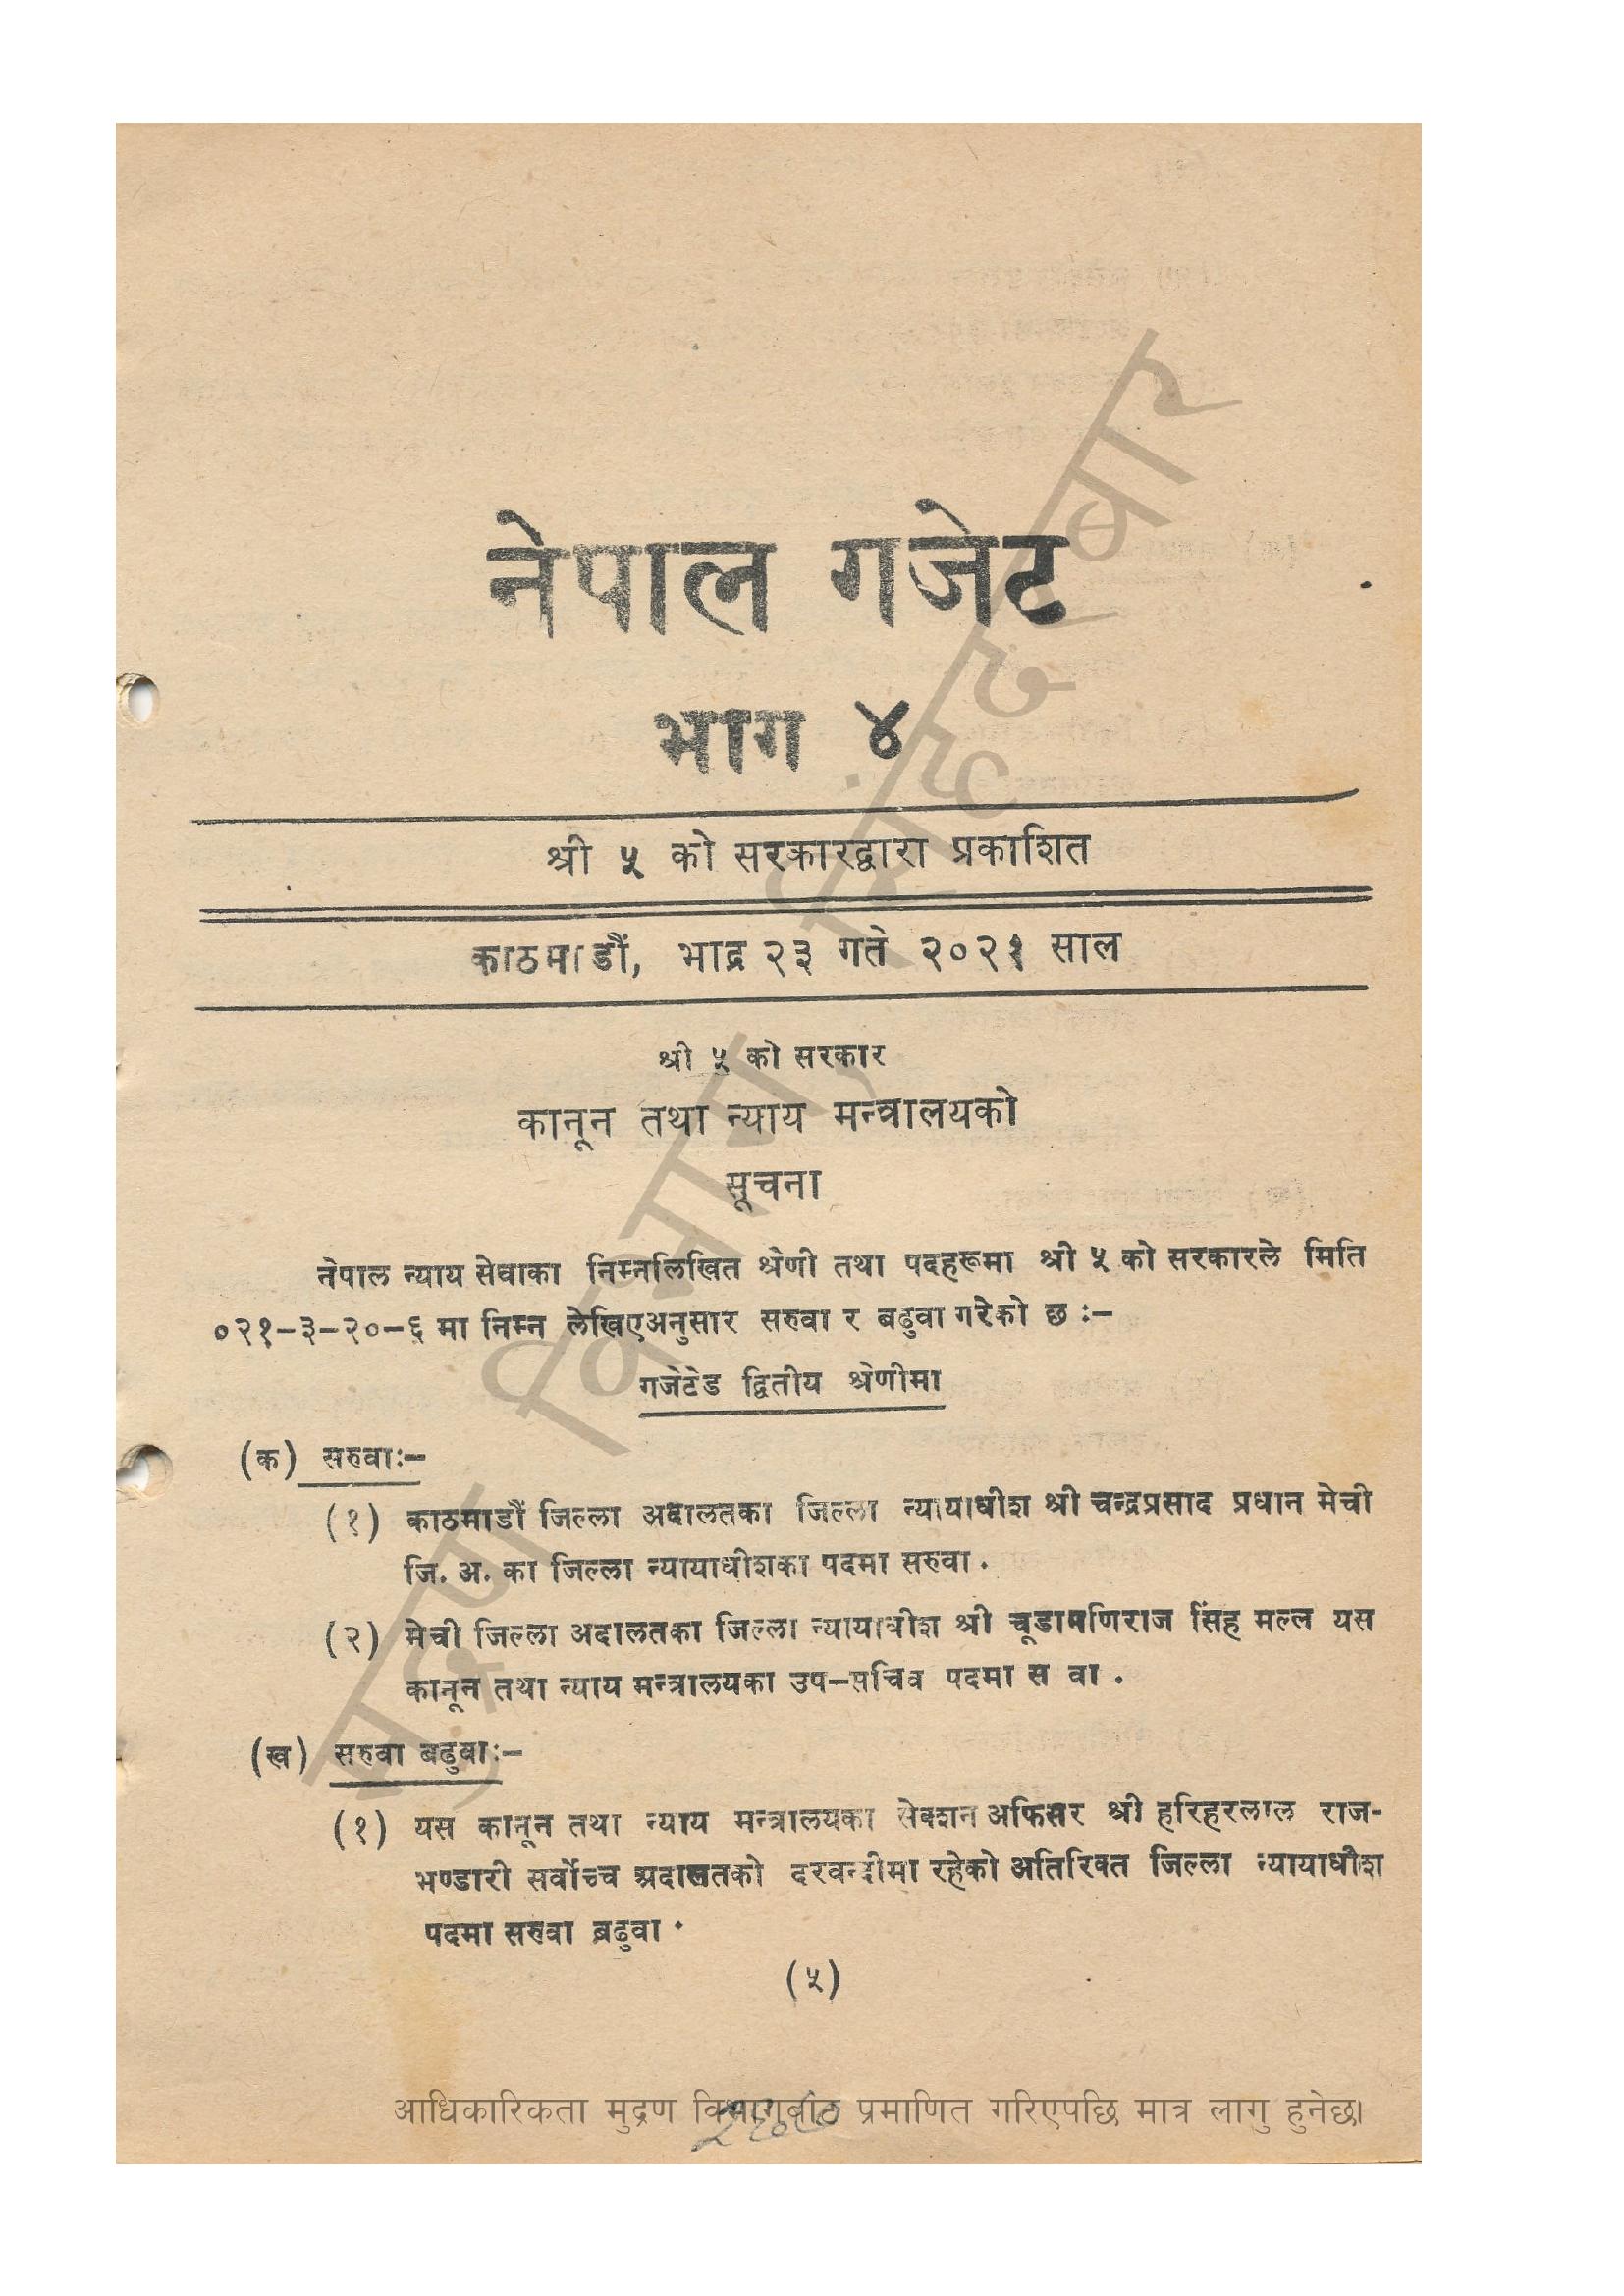 नेपाल गजेट
भाग ४
श्री ५ को सरकारद्वारा प्रकाशित
काठमाडौं, भाद्र २३ गते २०२१ साल
श्री ५ को सरकार
कानून तथा न्याय मन्त्रालयको
सूचना
नेपाल न्याय सेवाका निम्नलिखित श्रेणी तथा पदहरूमा श्री ५ को सरकारले मिति
०२१-३-२०-६ मा निम्न लेखिएअनुसार सरुवा र बढुवा गरेको छ :-
गजेटेड द्वितीय श्रेणीमा
(क) सरुवाः-
(१) काठमाडौं जिल्ला अदालतका जिल्ला न्यायाधीश श्री चन्द्रप्रसाद प्रधान मेची
जि. अ. का जिल्ला न्यायाधीशका पदमा सरुवा .
(२) मेची जिल्ला अदालतका जिल्ला न्यायाधीश श्री चूडामणिराज सिंह मल्ल यस
कानून तथा न्याय मन्त्रालयका उप-सचिव पदमा स वा .
(ख) सरुवा बढुवाः-
(१) यस कानून तथा न्याय मन्त्रालयका सेक्शन अफिसर श्री हरिहरलाल राज-
भण्डारी सर्वोच्च अदालतको दरवन्दीमा रहेको अतिरिक्त जिल्ला न्यायाधीश
पदमा सरुवा बढुवा .
(५)
आधिकारिकता मुद्रण विभागबाट प्रमाणित गरिएपछि मात्र लागु हुनेछ।
मुद्रण विभाग, सिंहदरबार